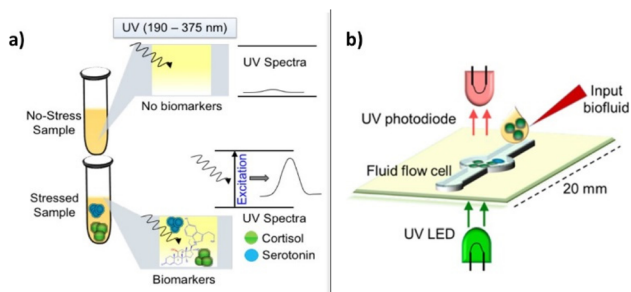 a)
UV (190 – 375 nm)
UV Spectra
No biomarkers
No-Stress
Sample
Excitation
Stressed
Sample
UV Spectra
Cortisol
Serotonin
Biomarkers
b)
Input
biofluid
UV photodiode
Fluid flow cell
20 mm
UV LED